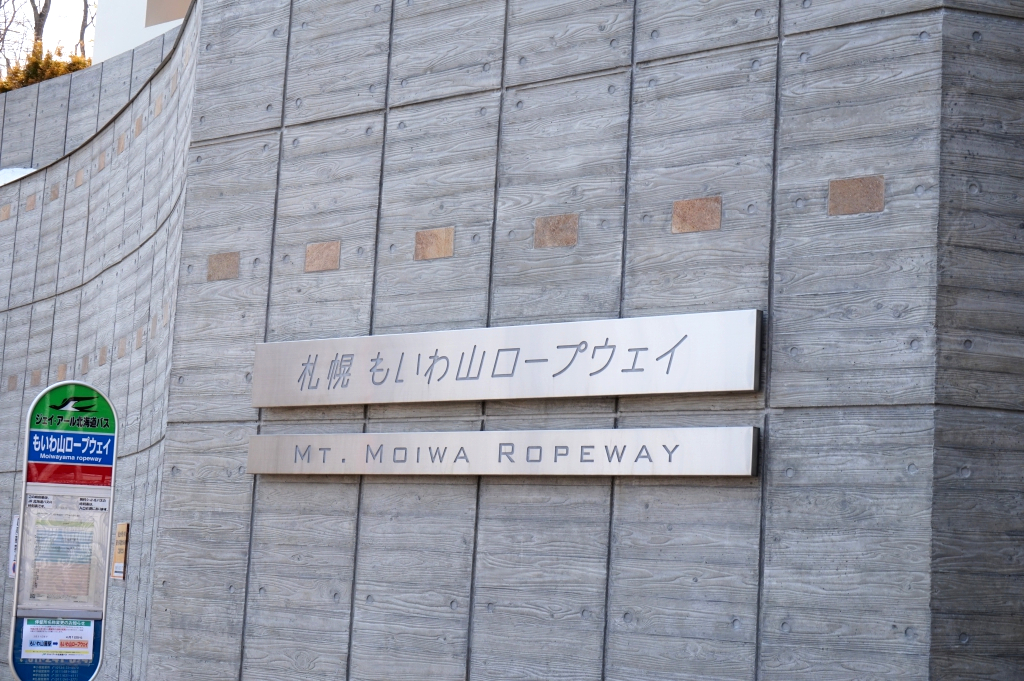 札幌 もいわ山ロープウェイ
MT. MOIWA ROPEWAY
ジェイ・アール北海道バス
もいわ山ロープウェイ
Moiwayama ropeway